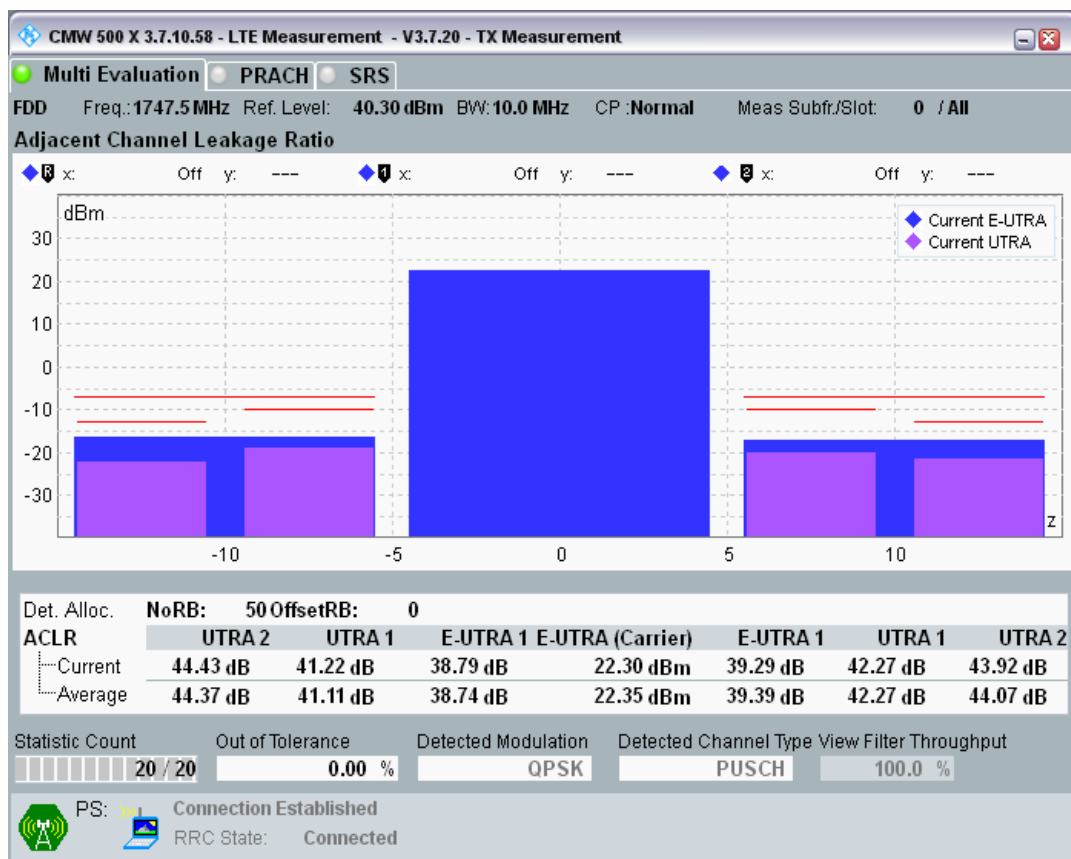 CMW 500 X 3.7.10.58 - LTE Measurement - V3.7.20 - TX Measurement
Multi Evaluation PRACH SRS
FDD Freq.: 1747.5 MHz Ref. Level: 40.30 dBm BW: 10.0 MHz CP :Normal Meas Subfr./Slot: 0 / All
Adjacent Channel Leakage Ratio
R x: Off y: --- 1 x: Off y: --- 2 x: Off y: ---
dBm
Current E-UTRA
Current UTRA
30
20
10
0
-10
-20
-30
z
-10 -5 0 5 10
Det. Alloc. NoRB: 50 OffsetRB: 0
ACLR UTRA 2 UTRA 1 E-UTRA 1 E-UTRA (Carrier) E-UTRA 1 UTRA 1 UTRA 2
Current 44.43 dB 41.22 dB 38.79 dB 22.30 dBm 39.29 dB 42.27 dB 43.92 dB
Average 44.37 dB 41.11 dB 38.74 dB 22.35 dBm 39.39 dB 42.27 dB 44.07 dB
Statistic Count Out of Tolerance Detected Modulation Detected Channel Type View Filter Throughput
20 / 20 0.00 % QPSK PUSCH 100.0 %
PS: Connection Established
RRC State: Connected